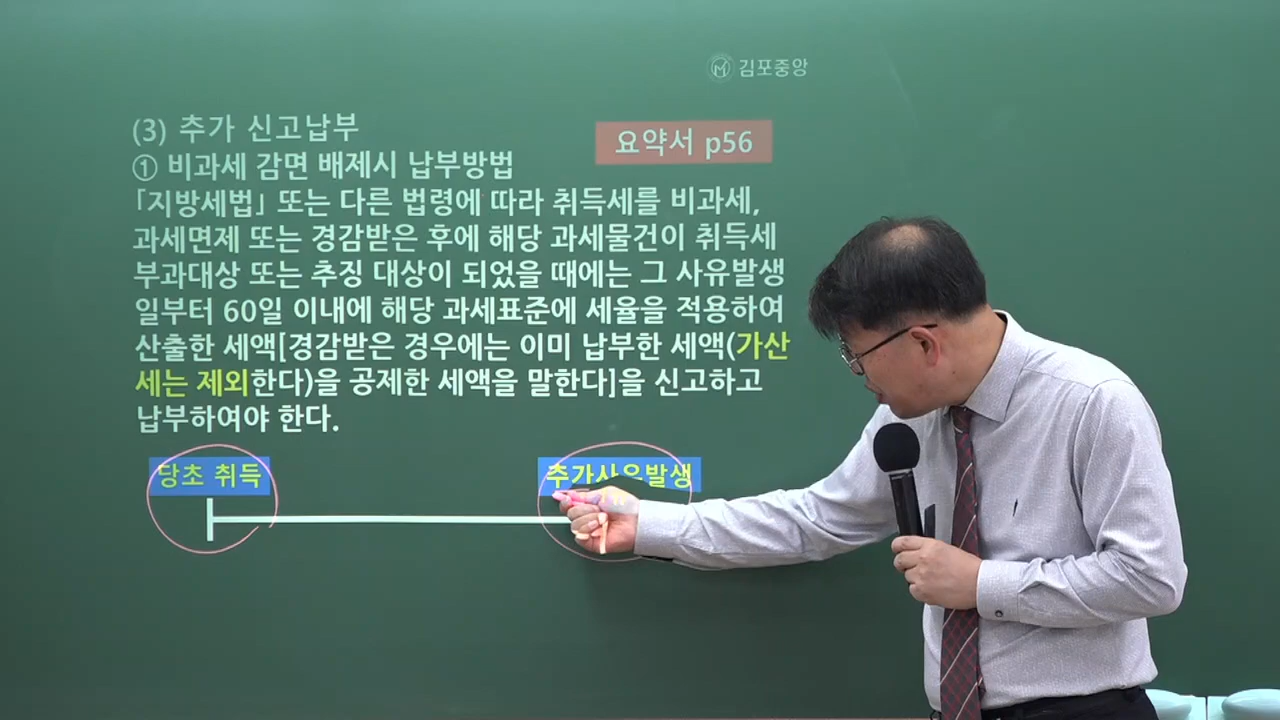 김포중앙
(3) 추가 신고납부
요약서 p56
① 비과세 감면 배제시 납부방법
「지방세법」 또는 다른 법령에 따라 취득세를 비과세,
과세면제 또는 경감받은 후에 해당 과세물건이 취득세
부과대상 또는 추징 대상이 되었을 때에는 그 사유발생
일부터 60일 이내에 해당 과세표준에 세율을 적용하여
산출한 세액[경감받은 경우에는 이미 납부한 세액(가산
세는 제외한다)을 공제한 세액을 말한다]을 신고하고
납부하여야 한다.
당초 취득
추가사유발생